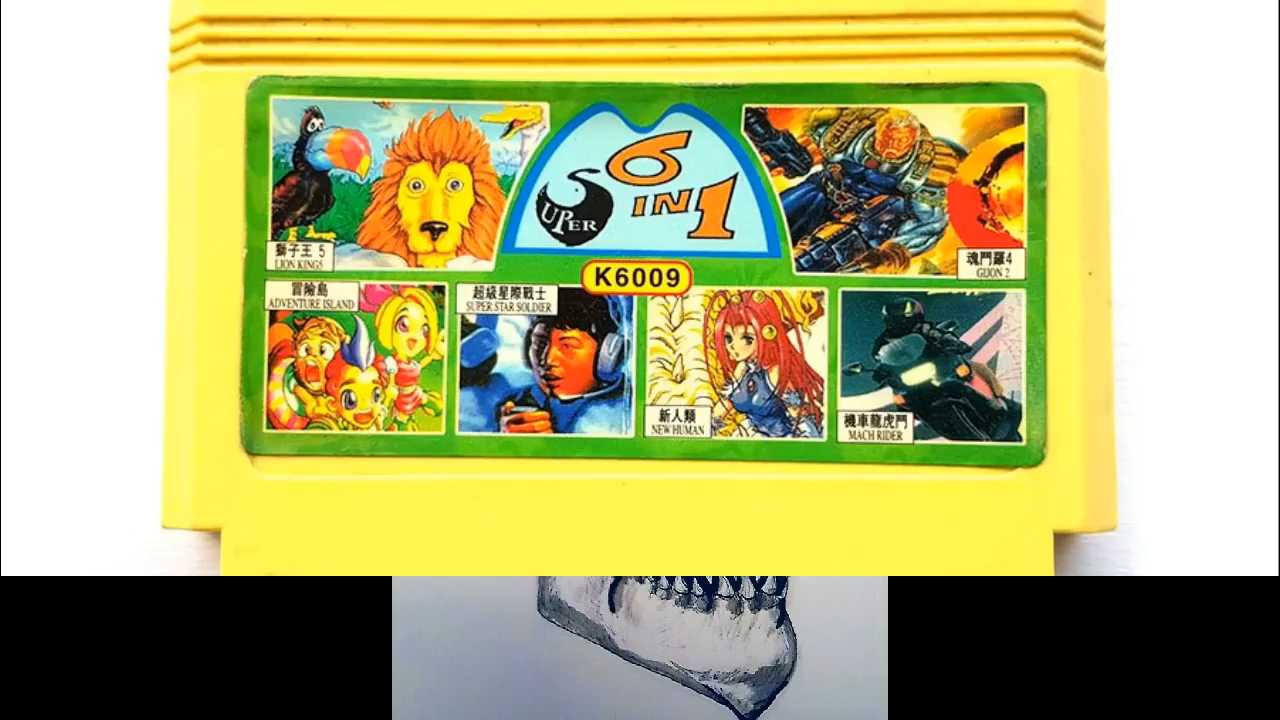 SUPER
6
IN 1
獅子王 5
LION KING5
魂鬥羅4
GIJON 2
K6009
冒險島
ADVENTURE ISLAND
超級星際戰士
SUPER STAR SOLDIER
新人類
NEW HUMAN
機車龍虎鬥
MACH RIDER